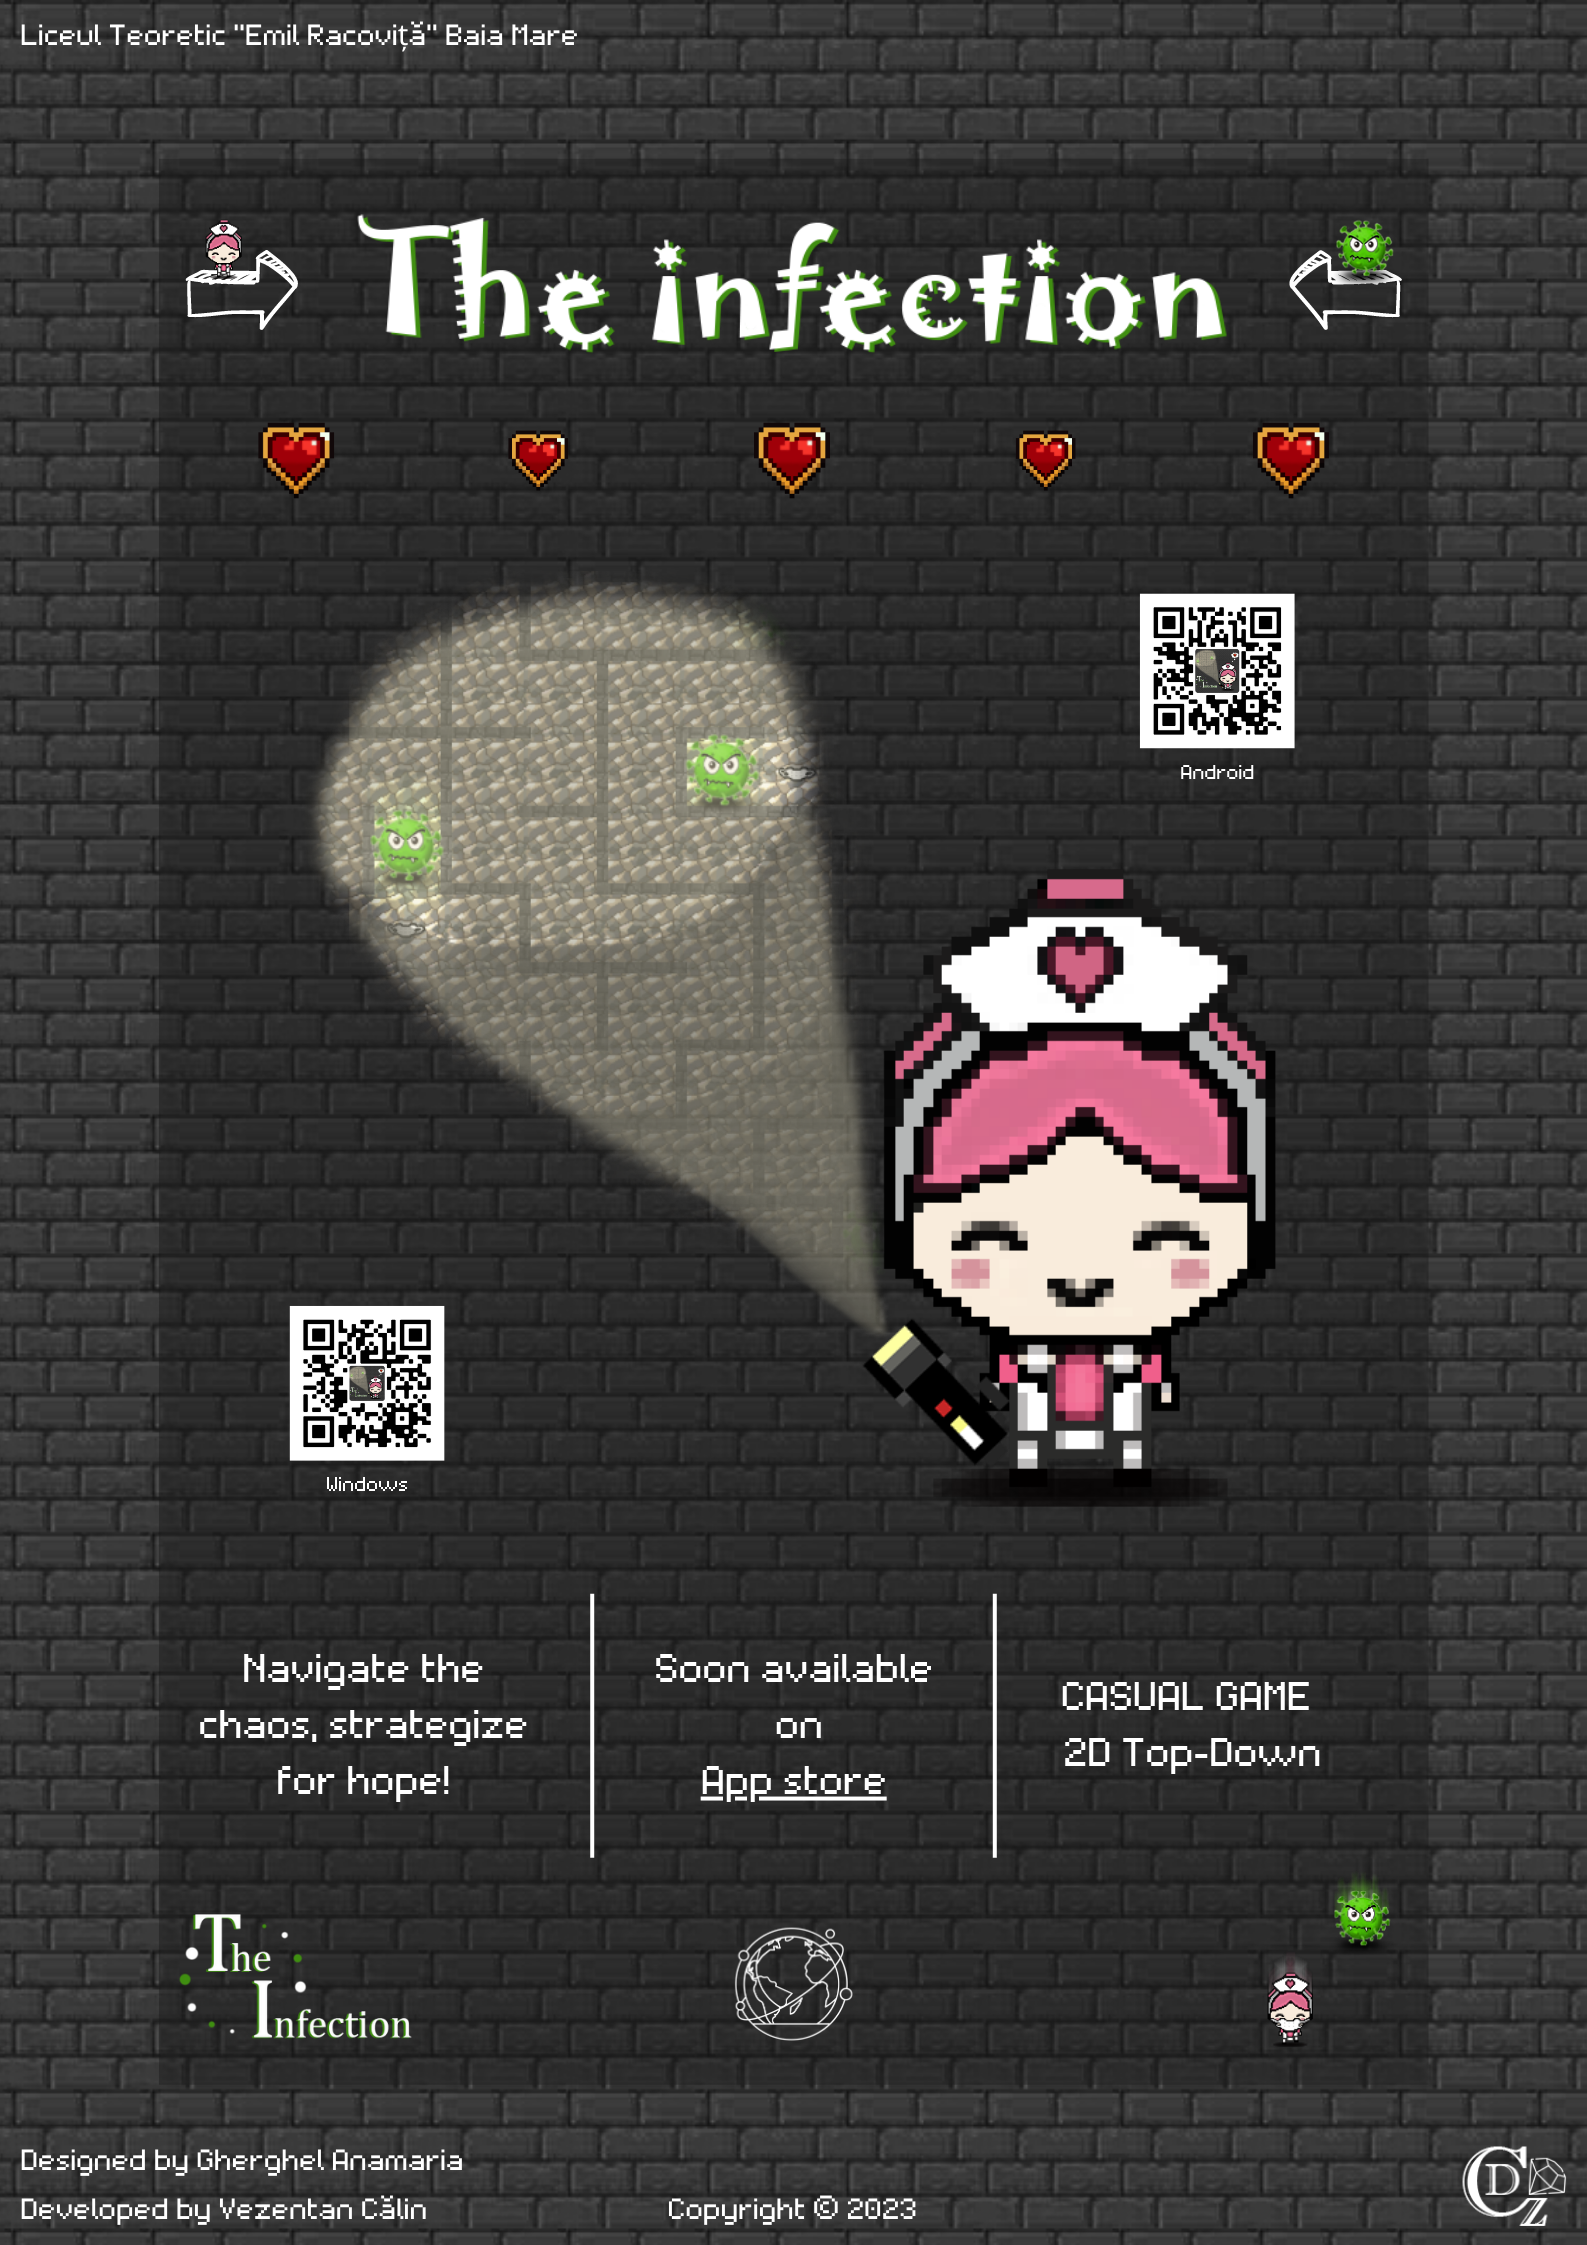 Liceul Teoretic "Emil Racoviță" Baia Mare
The infection
Android
Windows
Navigate the
chaos, strategize
for hope!
Soon available
on
App store
CASUAL GAME
2D Top-Down
The
Infection
Designed by Gherghel Anamaria
Developed by Vezentan Călin
Copyright © 2023
CDZ